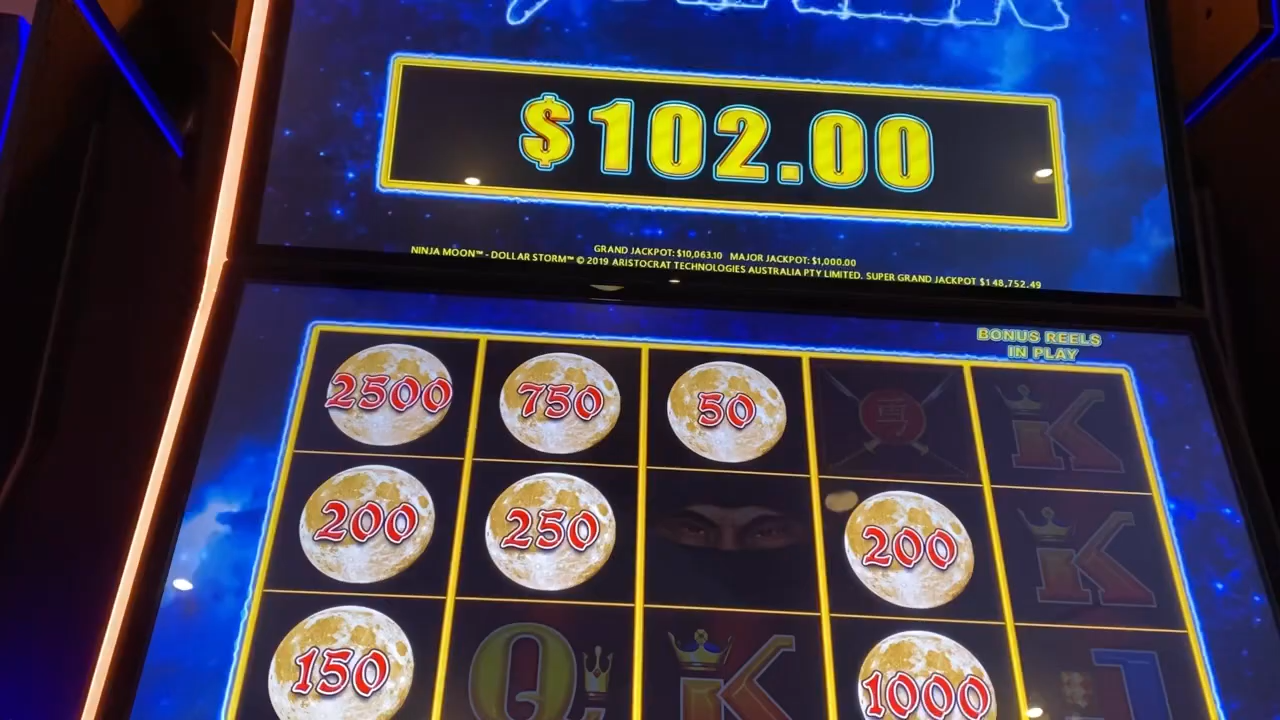 $102.00
GRAND JACKPOT: $10,063.10 MAJOR JACKPOT: $1,000.00
NINJA MOON™ - DOLLAR STORM™ © 2019 ARISTOCRAT TECHNOLOGIES AUSTRALIA PTY LIMITED. SUPER GRAND JACKPOT $148,752.49
BONUS REELS
IN PLAY
2500 750 50 K
200 250 200 K
150 Q K 1000 J